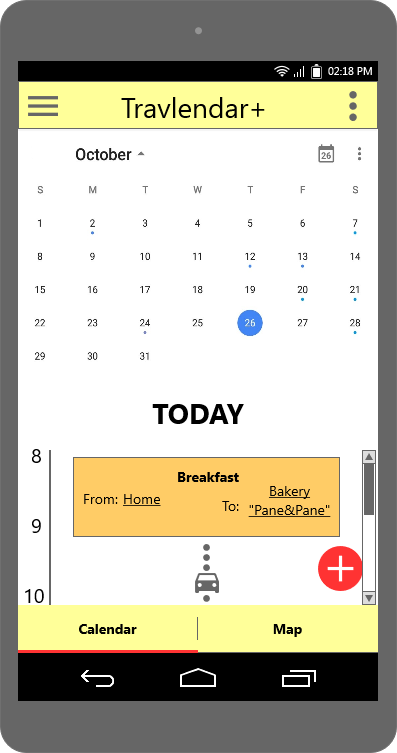 02:18 PM
Travlendar+
October
26
S M T W T F S
1 2 3 4 5 6 7
8 9 10 11 12 13 14
15 16 17 18 19 20 21
22 23 24 25 26 27 28
29 30 31
TODAY
8
Breakfast
From: Home To: Bakery
"Pane&Pane"
9
10
Calendar Map